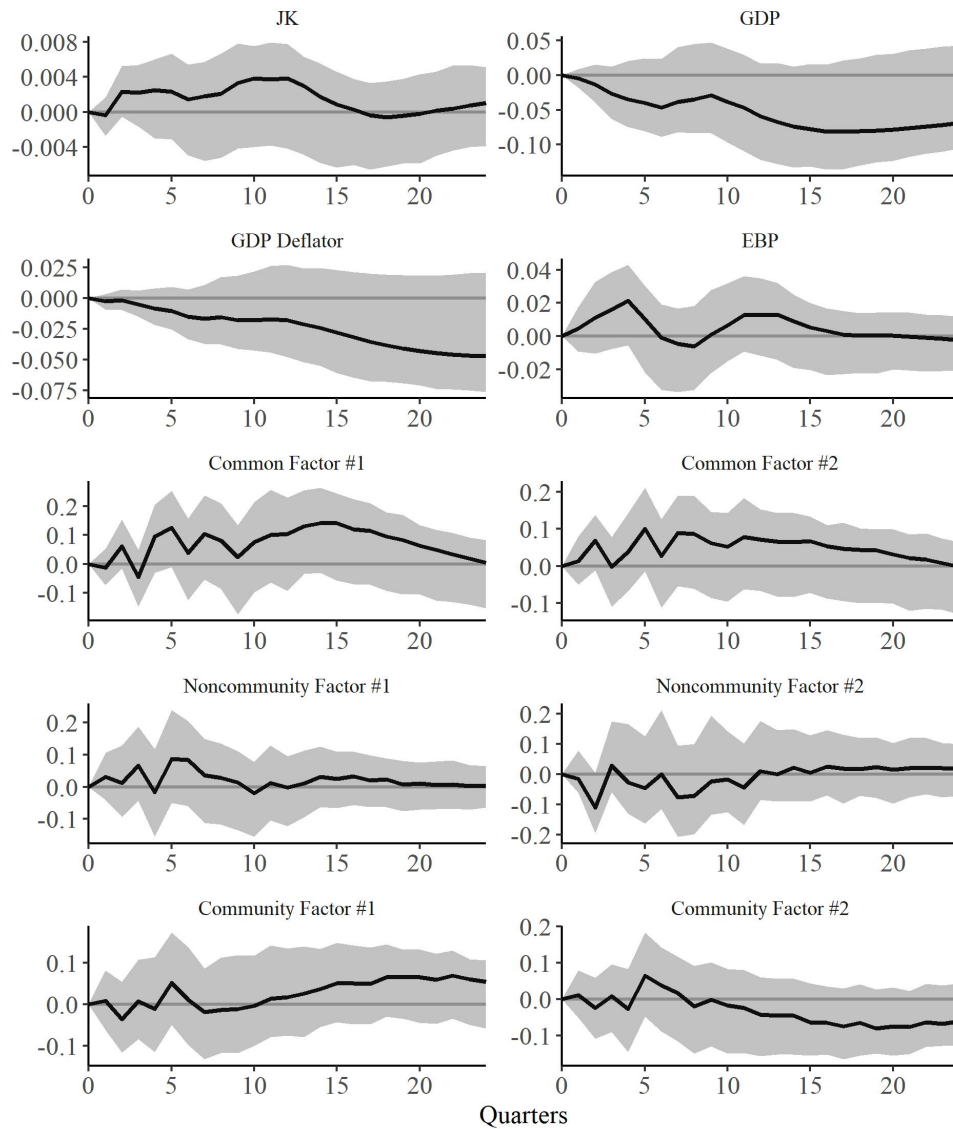 JK
0.008
0.004
0.000
-0.004
0 5 10 15 20
GDP
0.05
0.00
-0.05
-0.10
0 5 10 15 20
GDP Deflator
0.025
0.000
-0.025
-0.050
-0.075
0 5 10 15 20
EBP
0.04
0.02
0.00
-0.02
0 5 10 15 20
Common Factor #1
0.2
0.1
0.0
-0.1
0 5 10 15 20
Common Factor #2
0.2
0.1
0.0
-0.1
0 5 10 15 20
Noncommunity Factor #1
0.2
0.1
0.0
-0.1
0 5 10 15 20
Noncommunity Factor #2
0.2
0.1
0.0
-0.1
-0.2
0 5 10 15 20
Community Factor #1
0.1
0.0
-0.1
0 5 10 15 20
Community Factor #2
0.2
0.1
0.0
-0.1
0 5 10 15 20
Quarters